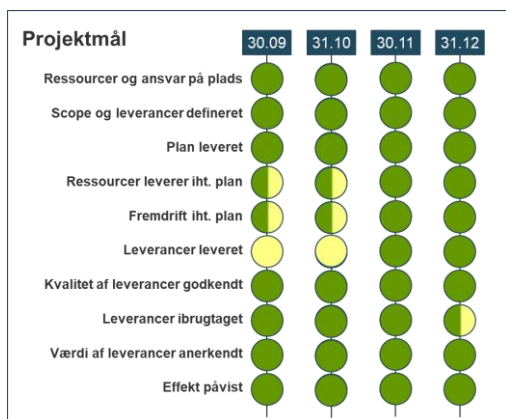 Projektmål
30.09 31.10 30.11 31.12
Ressourcer og ansvar på plads
Scope og leverancer defineret
Plan leveret
Ressourcer leverer iht. plan
Fremdrift iht. plan
Leverancer leveret
Kvalitet af leverancer godkendt
Leverancer ibrugtaget
Værdi af leverancer anerkendt
Effekt påvist